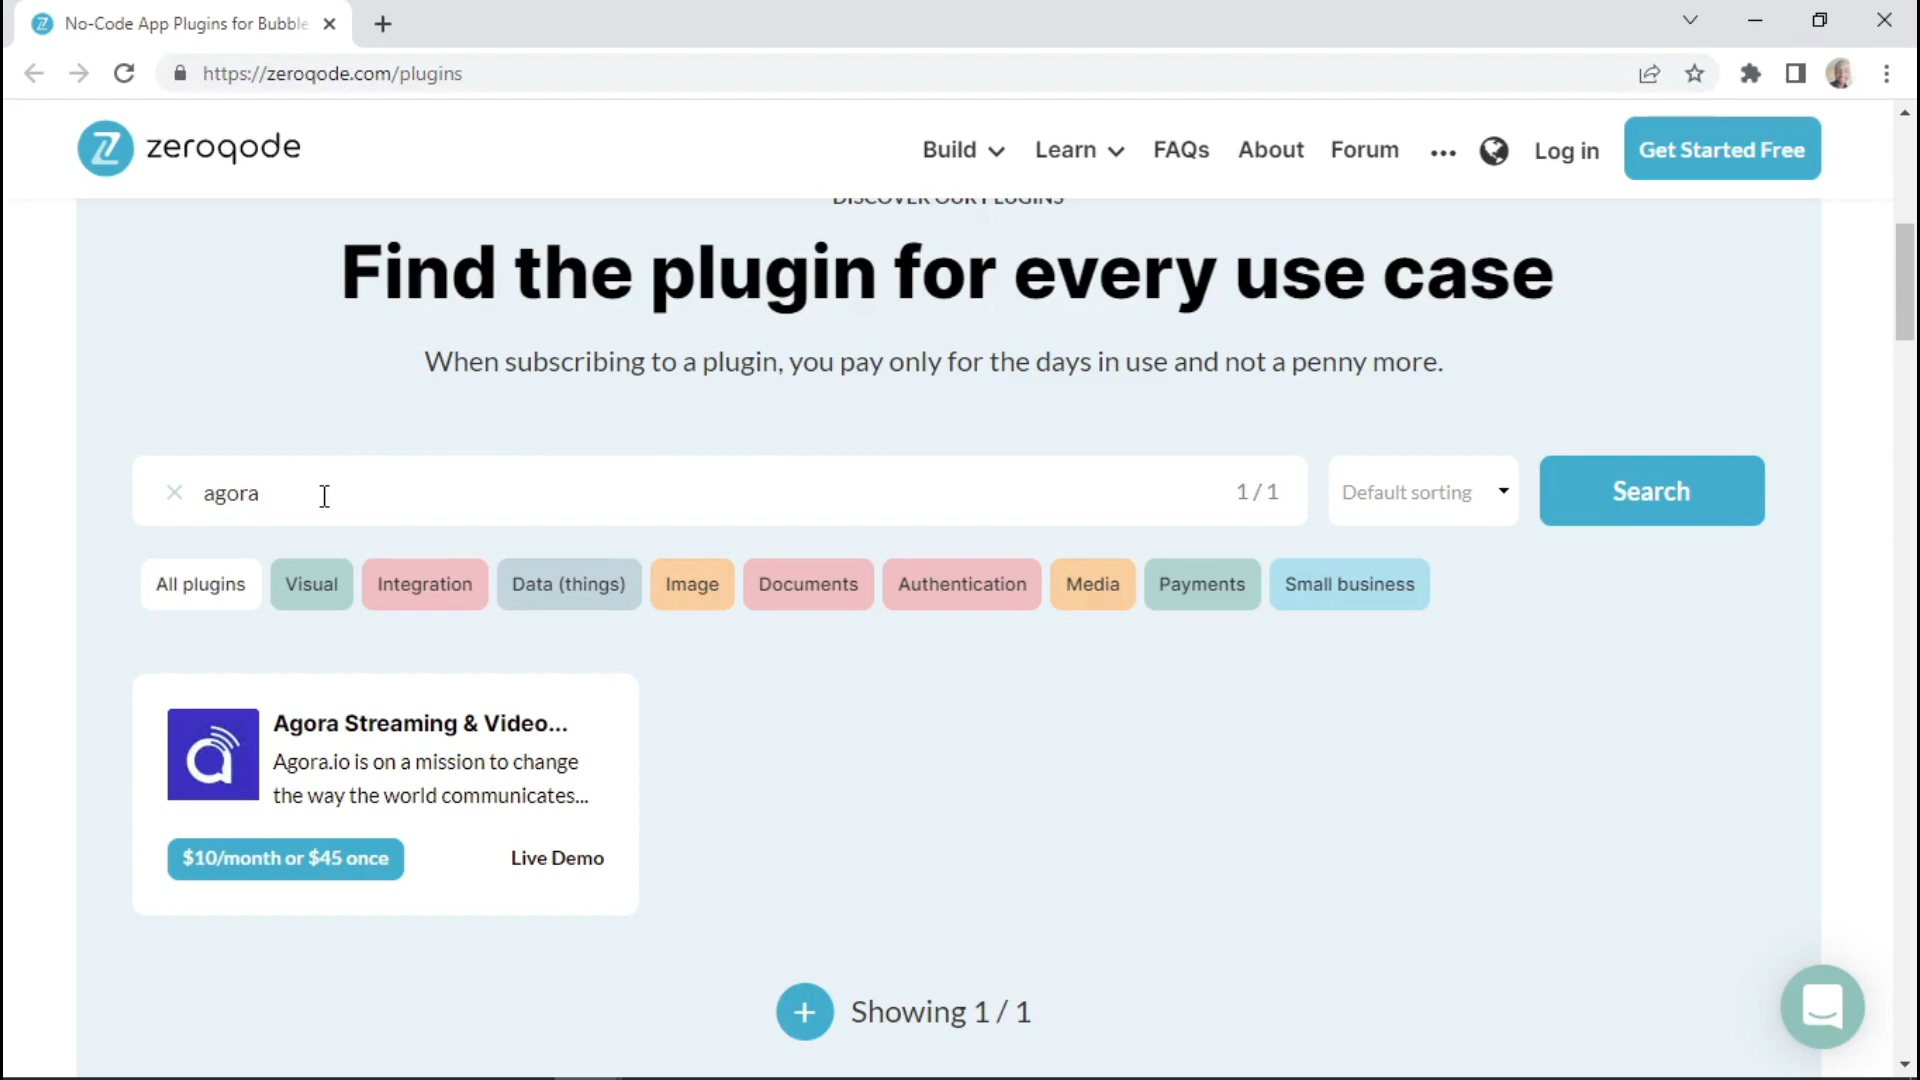 No-Code App Plugins for Bubble
https://zeroqode.com/plugins
zeroqode
Build
Learn
FAQs
About
Forum
Log in
Get Started Free
DISCOVER OUR PLUGINS
Find the plugin for every use case
When subscribing to a plugin, you pay only for the days in use and not a penny more.
agora
1 / 1
Default sorting
Search
All plugins
Visual
Integration
Data (things)
Image
Documents
Authentication
Media
Payments
Small business
Agora Streaming & Video...
Agora.io is on a mission to change
the way the world communicates...
$10/month or $45 once
Live Demo
Showing 1 / 1